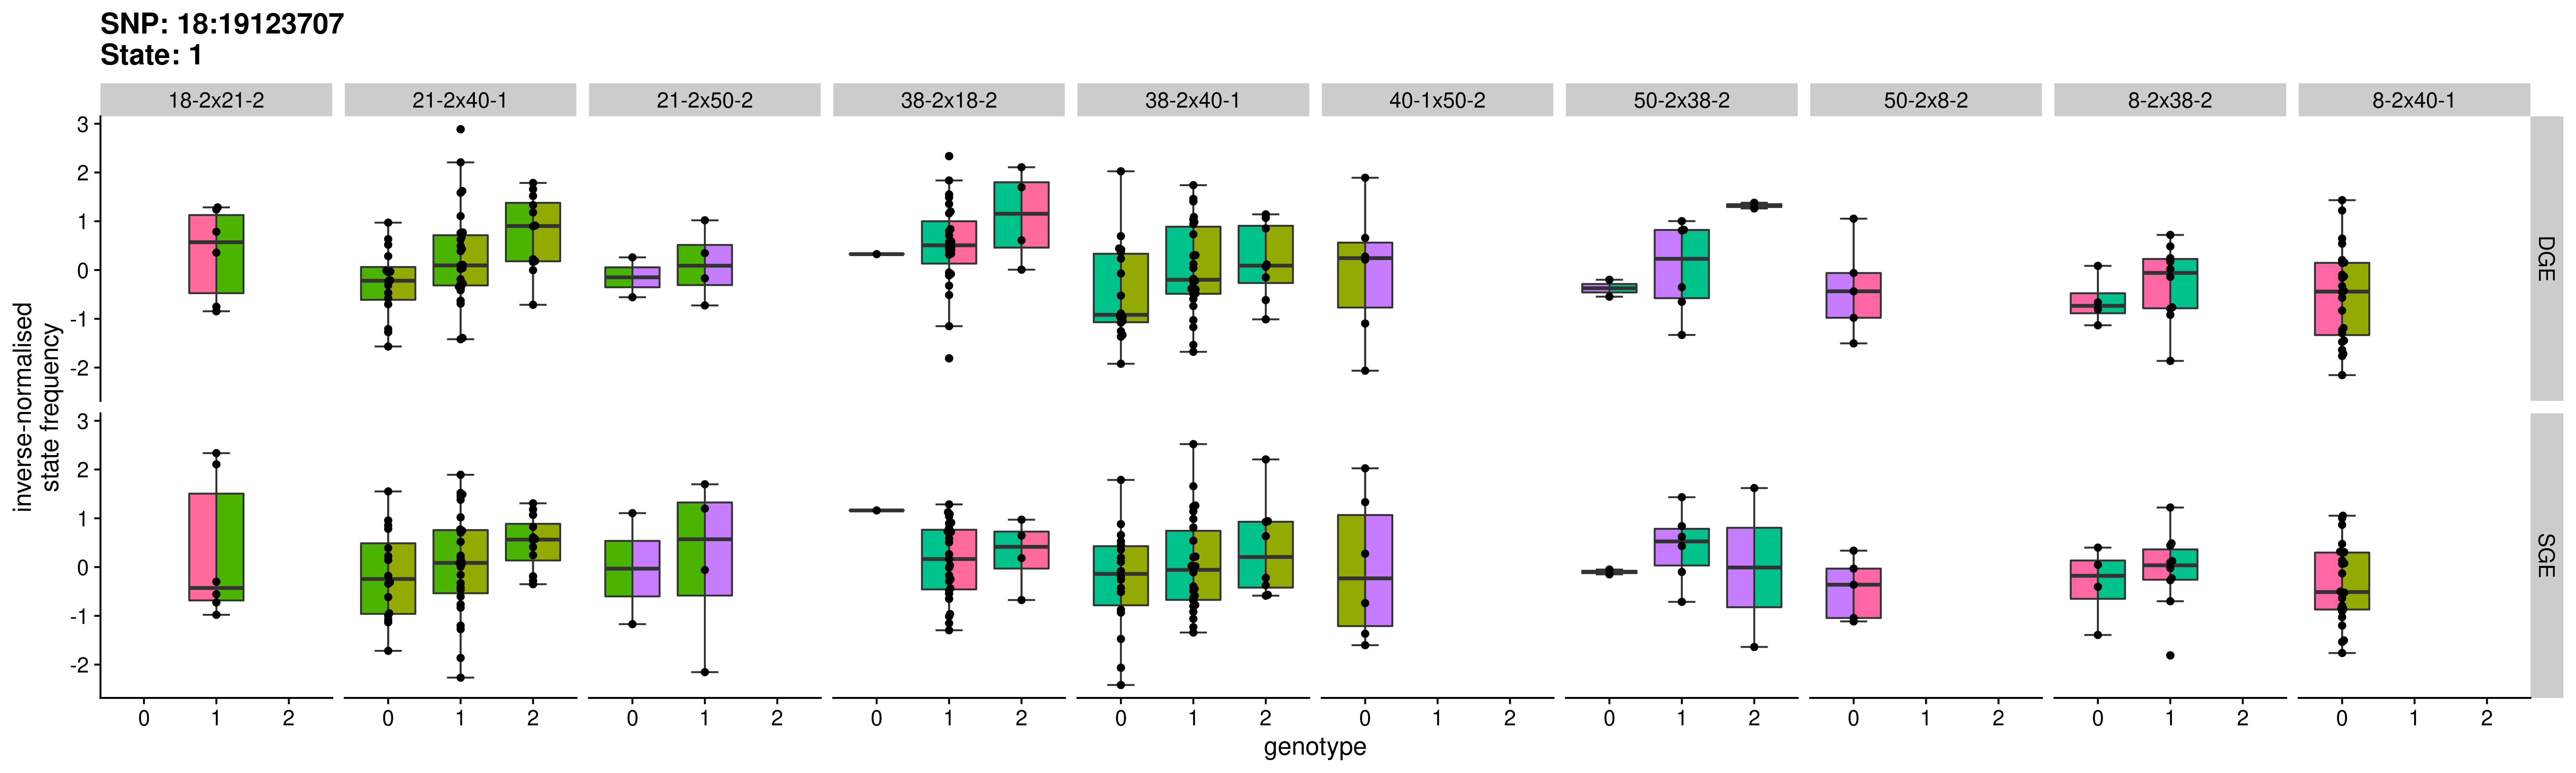 SNP: 18:19123707
State: 1
18-2x21-2 21-2x40-1 21-2x50-2 38-2x18-2 38-2x40-1 40-1x50-2 50-2x38-2 50-2x8-2 8-2x38-2 8-2x40-1
3
2
1
0
-1
-2
DGE
inverse-normalised
state frequency
3
2
1
0
-1
-2
SGE
0 1 2 0 1 2 0 1 2 0 1 2 0 1 2 0 1 2 0 1 2 0 1 2 0 1 2 0 1 2
genotype